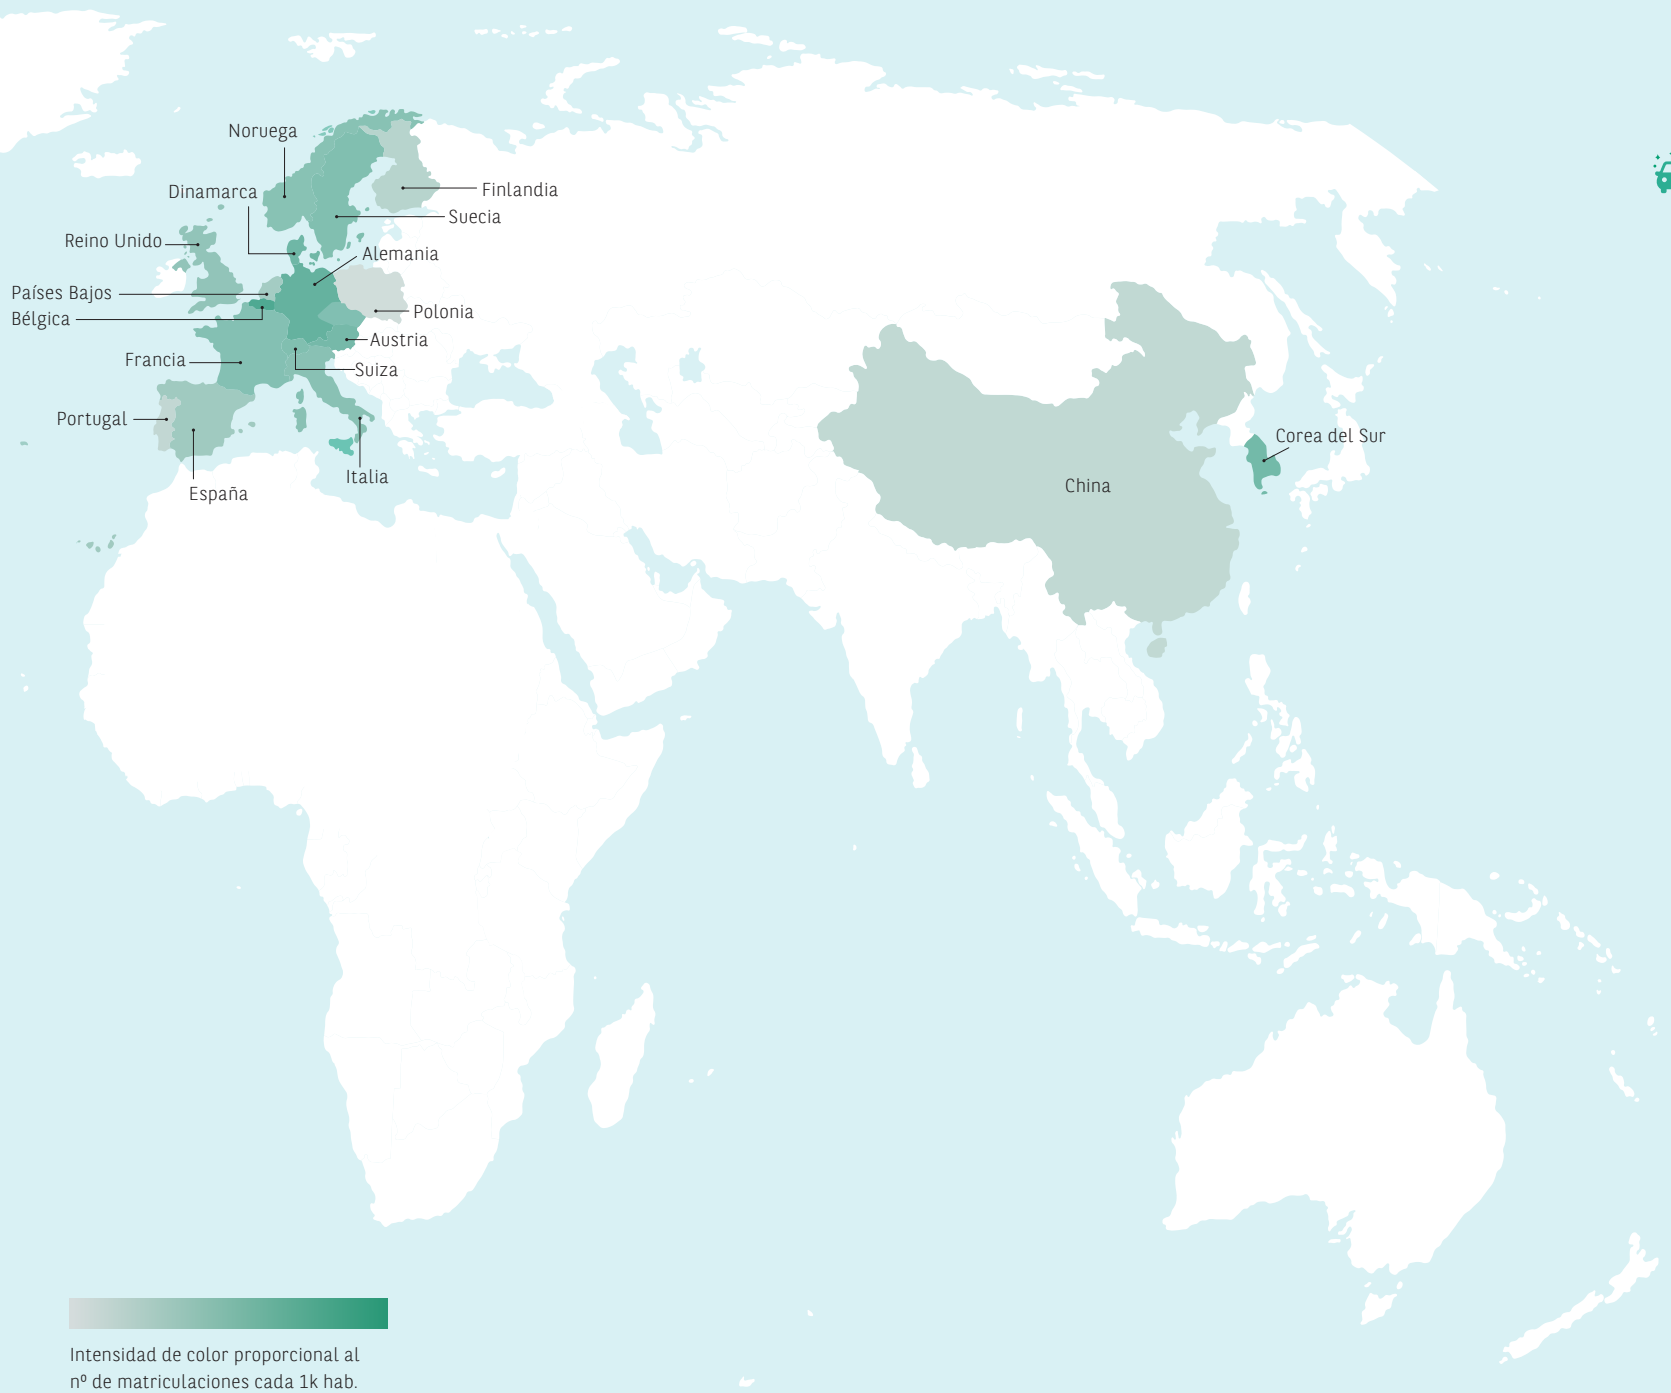 Noruega
Dinamarca
Finlandia
Suecia
Reino Unido
Alemania
Países Bajos
Polonia
Bélgica
Austria
Francia
Suiza
Portugal
Corea del Sur
Italia
China
España
Intensidad de color proporcional al
nº de matriculaciones cada 1k hab.